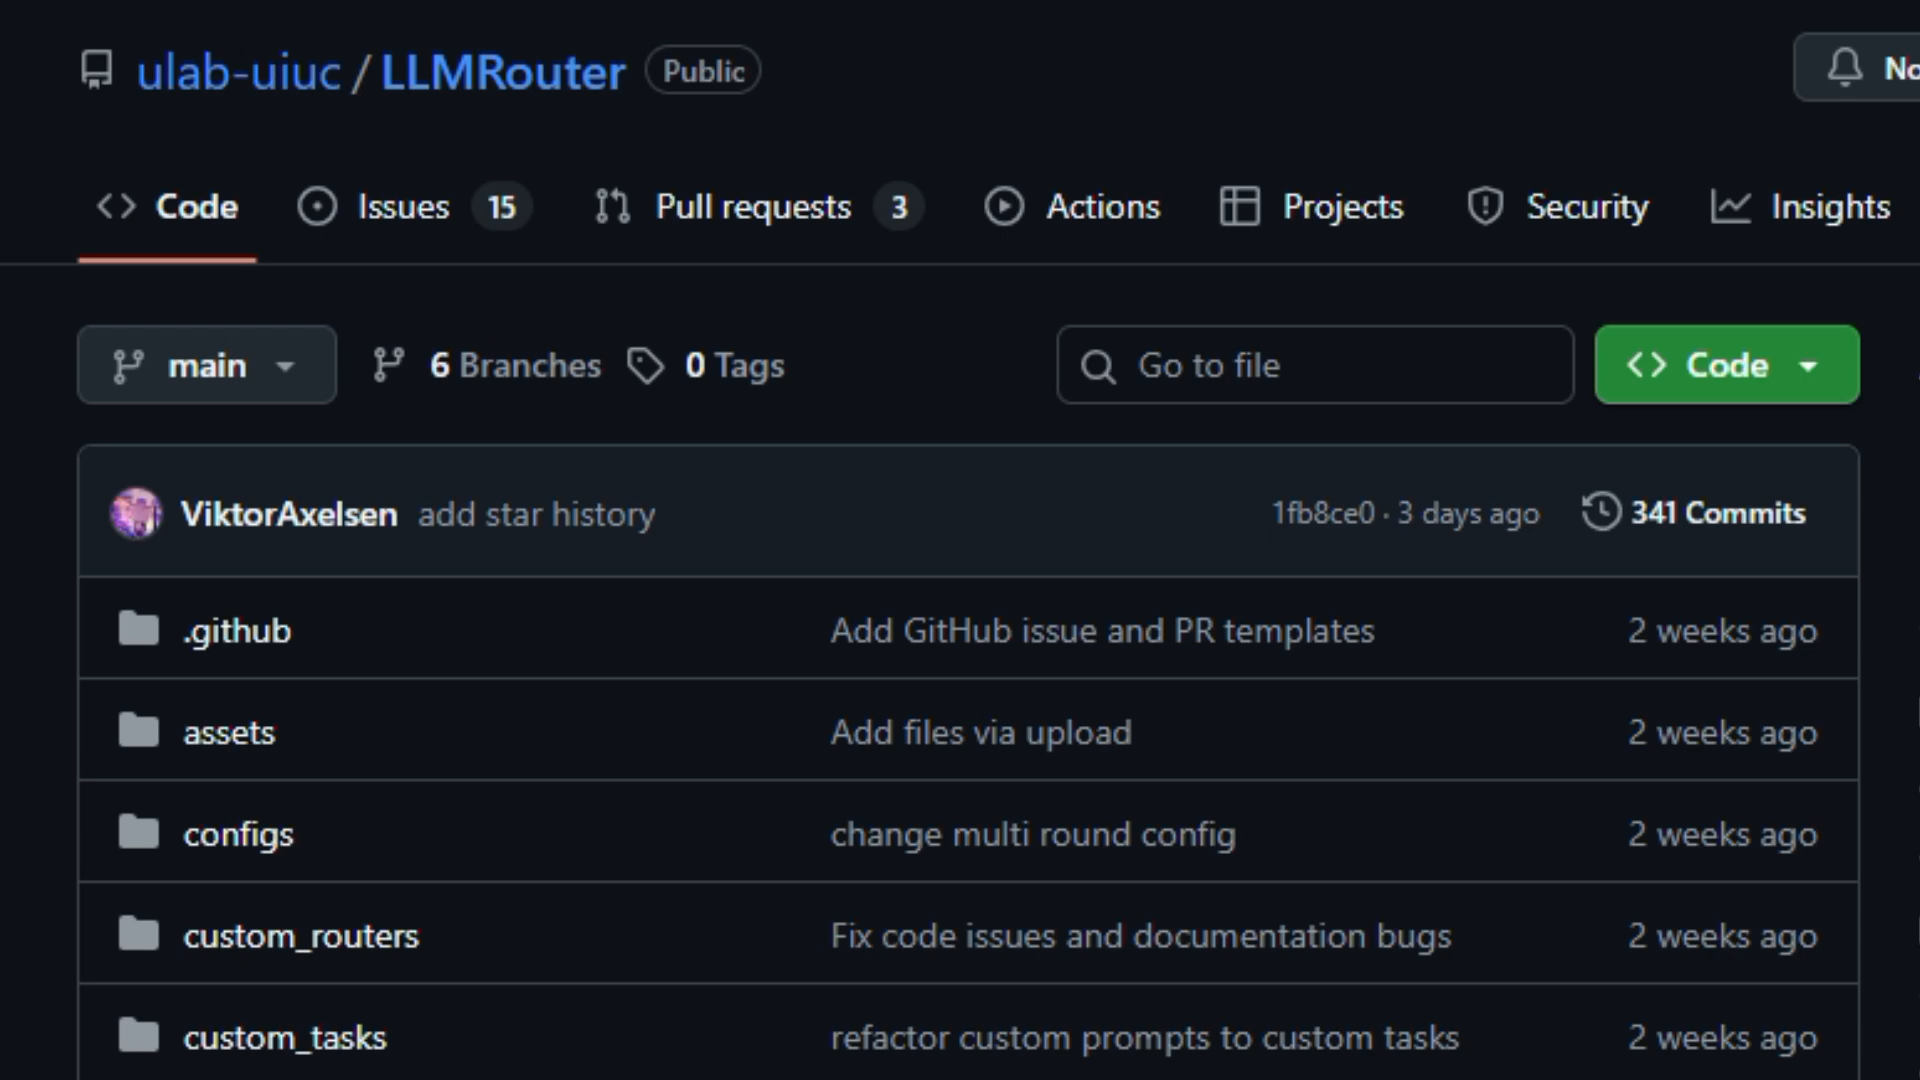 ulab-uiuc / LLMRouter Public
Code Issues 15 Pull requests 3 Actions Projects Security Insights
main 6 Branches 0 Tags Go to file Code
ViktorAxelsen add star history 1fb8ce0 · 3 days ago 341 Commits
.github Add GitHub issue and PR templates 2 weeks ago
assets Add files via upload 2 weeks ago
configs change multi round config 2 weeks ago
custom_routers Fix code issues and documentation bugs 2 weeks ago
custom_tasks refactor custom prompts to custom tasks 2 weeks ago